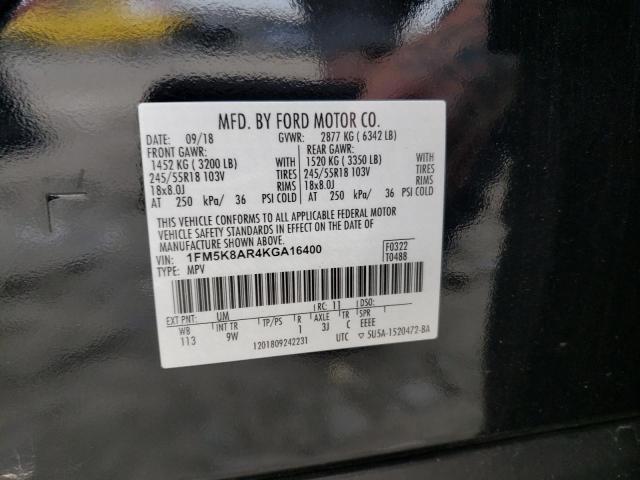 MFD. BY FORD MOTOR CO.
DATE: 09/18 GVWR: 2877 KG ( 6342 LB)
FRONT GAWR: REAR GAWR:
1452 KG ( 3200 LB) WITH 1520 KG ( 3350 LB) WITH
245/55R18 103V TIRES 245/55R18 103V TIRES
18x8.0J RIMS 18x8.0J RIMS
AT 250 kPa/ 36 PSI COLD AT 250 kPa/ 36 PSI COLD
THIS VEHICLE CONFORMS TO ALL APPLICABLE FEDERAL MOTOR
VEHICLE SAFETY STANDARDS IN EFFECT ON THE DATE OF
MANUFACTURE SHOWN ABOVE.
VIN: 1FM5K8AR4KGA16400 F0322
TYPE: MPV T0488
EXT PNT: UM RC: 11 DSO:
WB INT TR TP/PS R AXLE TR SPR
113 9W 1 3J C EEEE
1201809242231 UTC 5U5A-1520472-BA